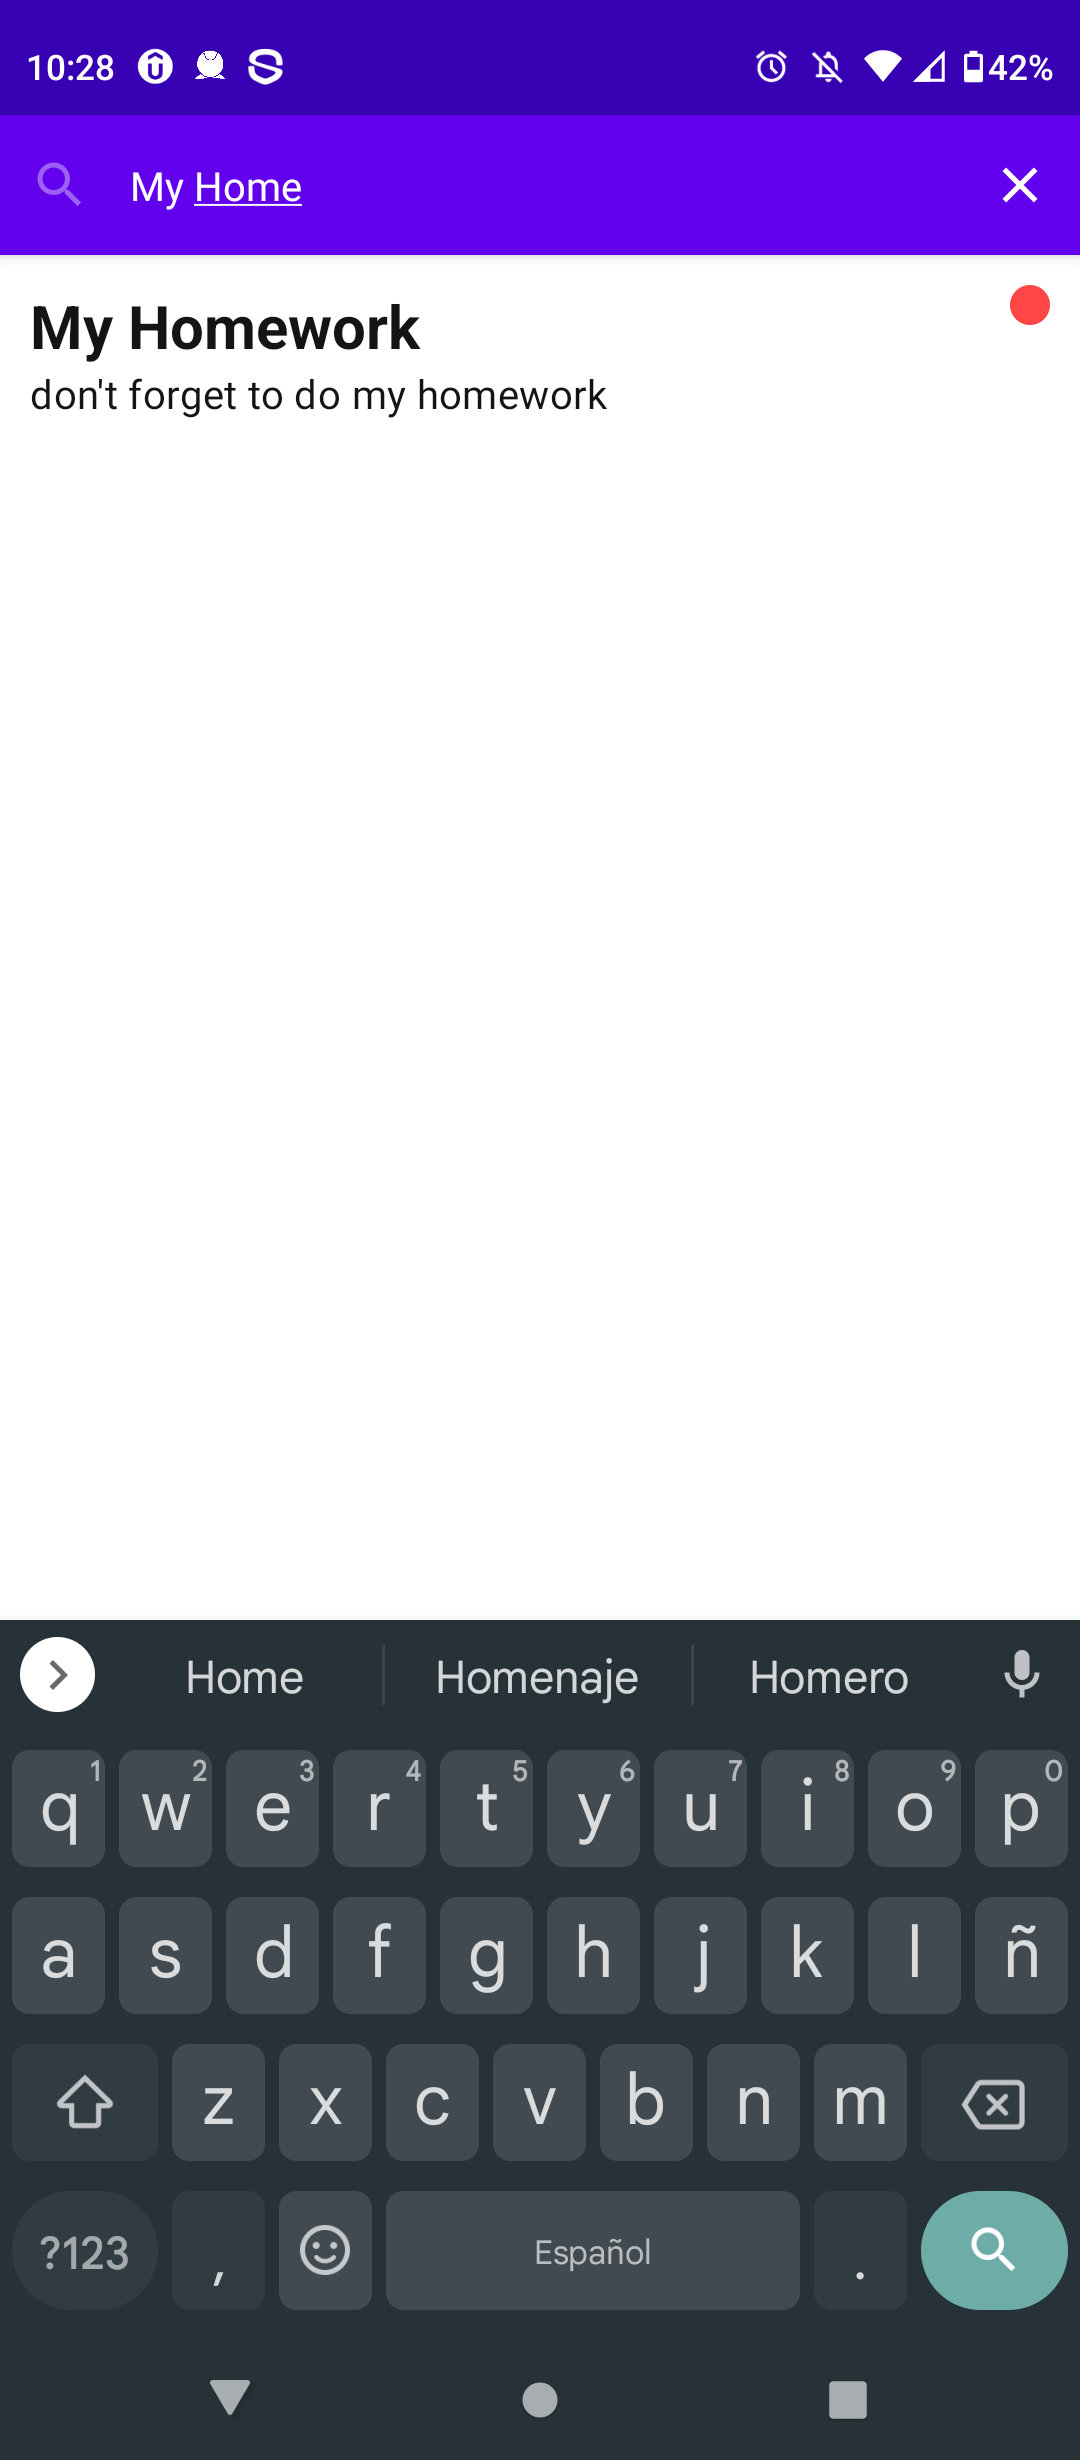 10:28 42%
My Home
My Homework
don't forget to do my homework
Home Homenaje Homero
q 1 w 2 e 3 r 4 t 5 y 6 u 7 i 8 o 9 p 0
a s d f g h j k l ñ
z x c v b n m
?123 , Español .